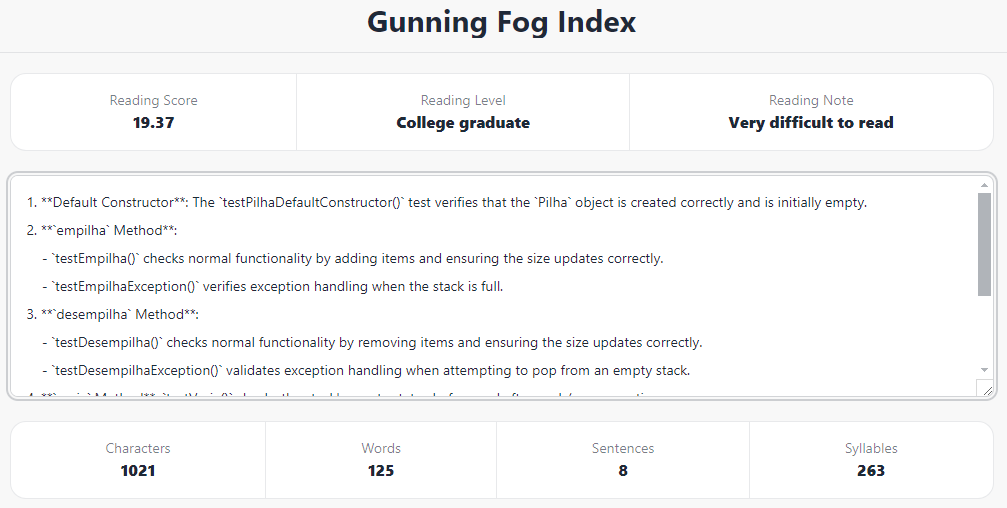 Gunning Fog Index
Reading Score
19.37
Reading Level
College graduate
Reading Note
Very difficult to read
1. **Default Constructor**: The `testPilhaDefaultConstructor()` test verifies that the `Pilha` object is created correctly and is initially empty.
2. **`empilha` Method**:
- `testEmpilha()` checks normal functionality by adding items and ensuring the size updates correctly.
- `testEmpilhaException()` verifies exception handling when the stack is full.
3. **`desempilha` Method**:
- `testDesempilha()` checks normal functionality by removing items and ensuring the size updates correctly.
- `testDesempilhaException()` validates exception handling when attempting to pop from an empty stack.
Characters
1021
Words
125
Sentences
8
Syllables
263